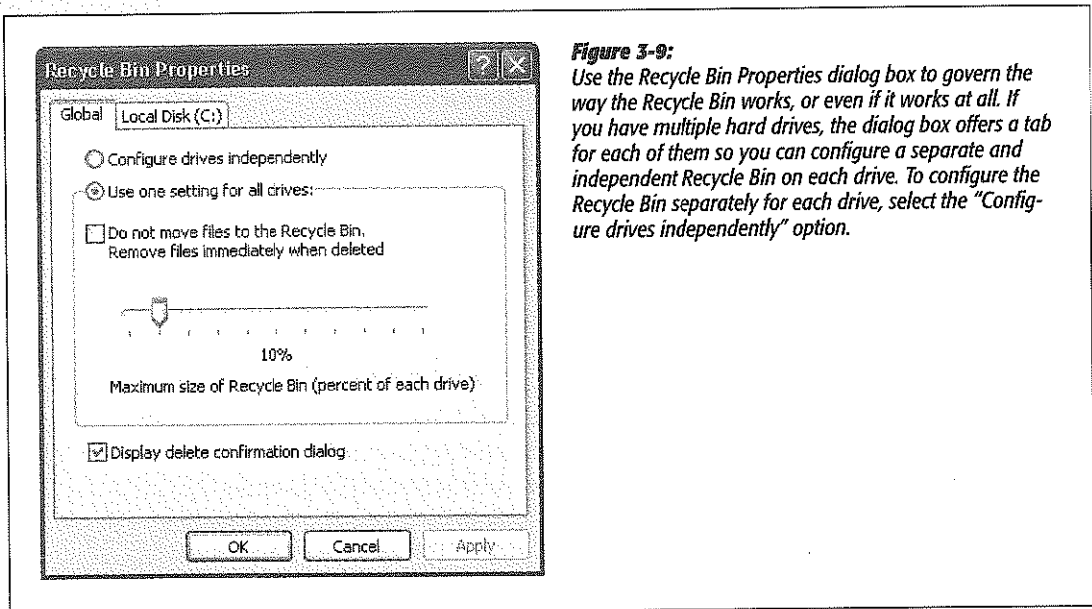 Recycle Bin Properties
Global
Local Disk (C:)
Configure drives independently
Use one setting for all drives:
Do not move files to the Recycle Bin.
Remove files immediately when deleted
10%
Maximum size of Recycle Bin (percent of each drive)
Display delete confirmation dialog
OK
Cancel
Apply
Figure 3-9:
Use the Recycle Bin Properties dialog box to govern the
way the Recycle Bin works, or even if it works at all. If
you have multiple hard drives, the dialog box offers a tab
for each of them so you can configure a separate and
independent Recycle Bin on each drive. To configure the
Recycle Bin separately for each drive, select the "Config-
ure drives independently" option.